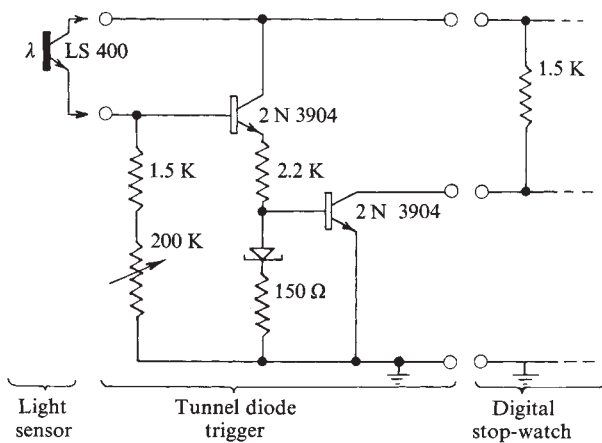 λ LS 400
1.5 K
2 N 3904
1.5 K
2.2 K
2 N 3904
200 K
150 Ω
Light
sensor
Tunnel diode
trigger
Digital
stop-watch